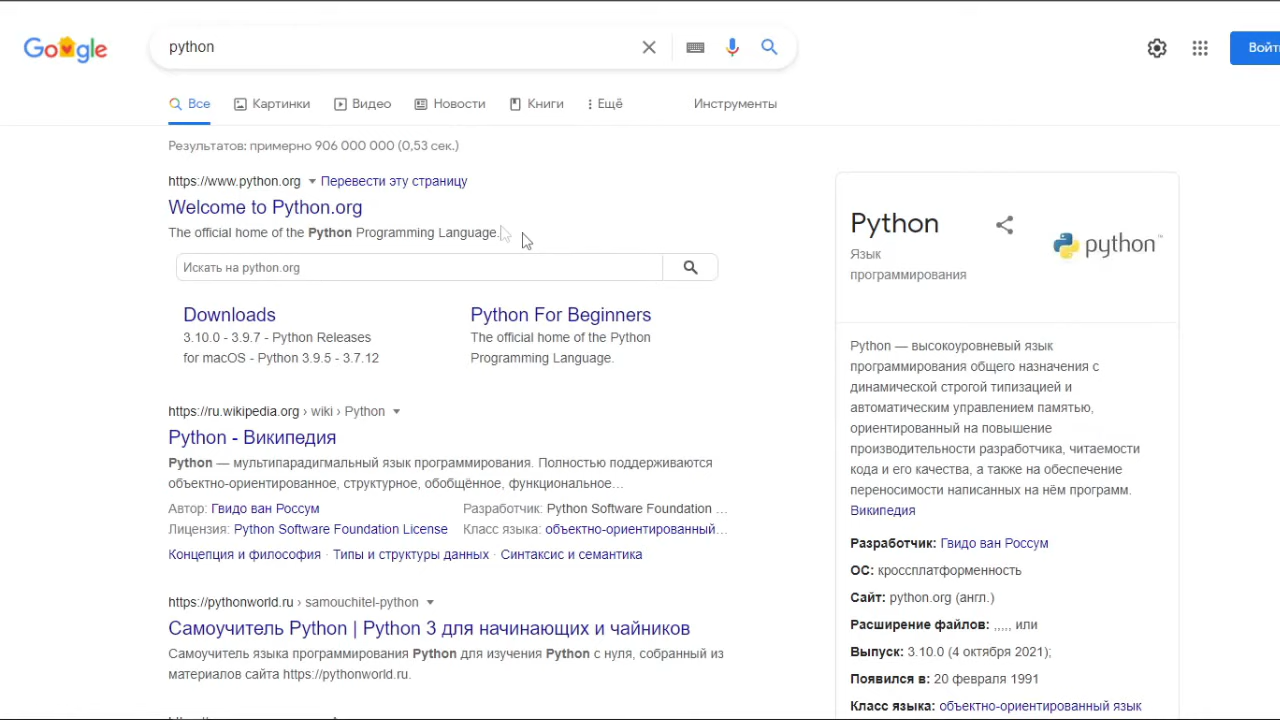 Google
python
Войти
Все
Картинки
Видео
Новости
Книги
Ещё
Инструменты
Результатов: примерно 906 000 000 (0,53 сек.)
https://www.python.org
Перевести эту страницу
Welcome to Python.org
The official home of the Python Programming Language.
Искать на python.org
Downloads
3.10.0 - 3.9.7 - Python Releases
for macOS - Python 3.9.5 - 3.7.12
Python For Beginners
The official home of the Python
Programming Language.
https://ru.wikipedia.org › wiki › Python
Python - Википедия
Python — мультипарадигмальный язык программирования. Полностью поддерживаются
объектно-ориентированное, структурное, обобщённое, функциональное…
Автор: Гвидо ван Россум
Разработчик: Python Software Foundation …
Лицензия: Python Software Foundation License
Класс языка: объектно-ориентированный…
Концепция и философия · Типы и структуры данных · Синтаксис и семантика
https://pythonworld.ru › samouchitel-python
Самоучитель Python | Python 3 для начинающих и чайников
Самоучитель языка программирования Python для изучения Python с нуля, собранный из
материалов сайта https://pythonworld.ru.
Python
Язык
программирования
python™
Python — высокоуровневый язык
программирования общего назначения с
динамической строгой типизацией и
автоматическим управлением памятью,
ориентированный на повышение
производительности разработчика, читаемости
кода и его качества, а также на обеспечение
переносимости написанных на нём программ.
Википедия
Разработчик: Гвидо ван Россум
ОС: кроссплатформенность
Сайт: python.org (англ.)
Расширение файлов: ,,,,, или
Выпуск: 3.10.0 (4 октября 2021);
Появился в: 20 февраля 1991
Класс языка: объектно-ориентированный язык